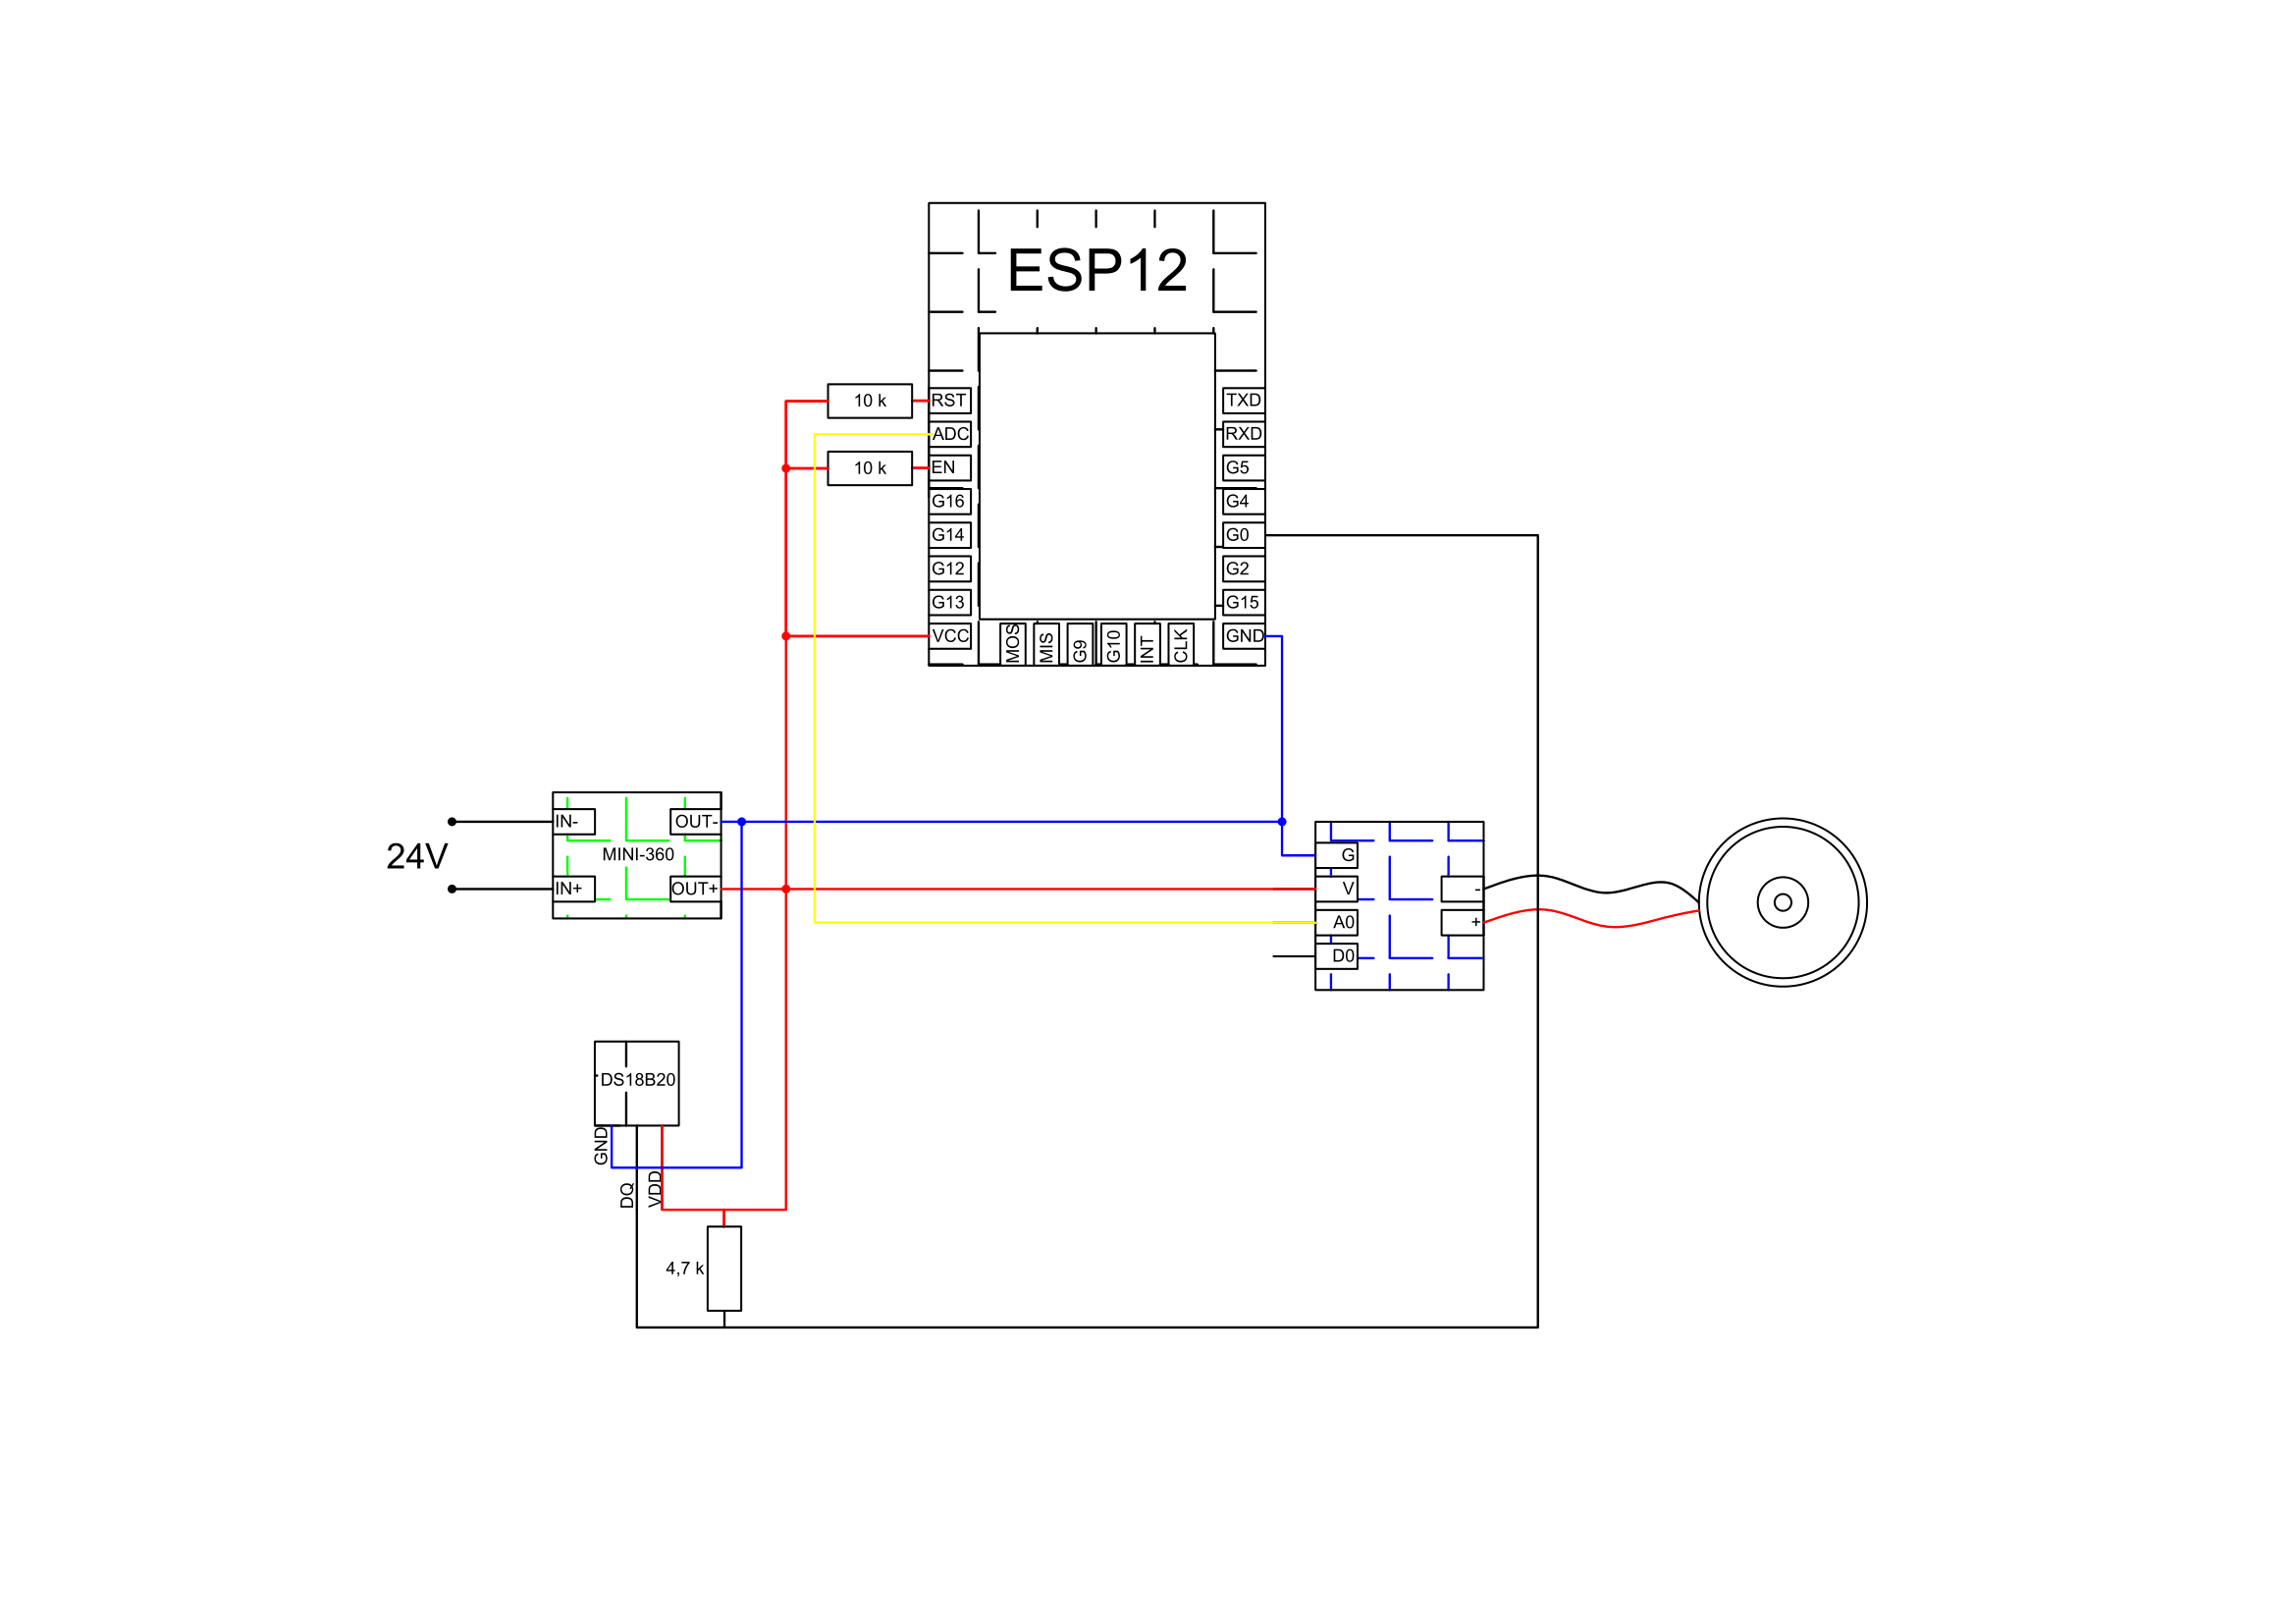 ESP12
10 k
RST
TXD
ADC
RXD
10 k
EN
G5
G16
G4
G14
G0
G12
G2
G13
G15
VCC
MOS
MIS
G9
G10
INT
CLK
GND
24V
IN-
OUT-
MINI-360
IN+
OUT+
G
V
-
A0
+
D0
DS18B20
GND
DQ
VDD
4,7 k